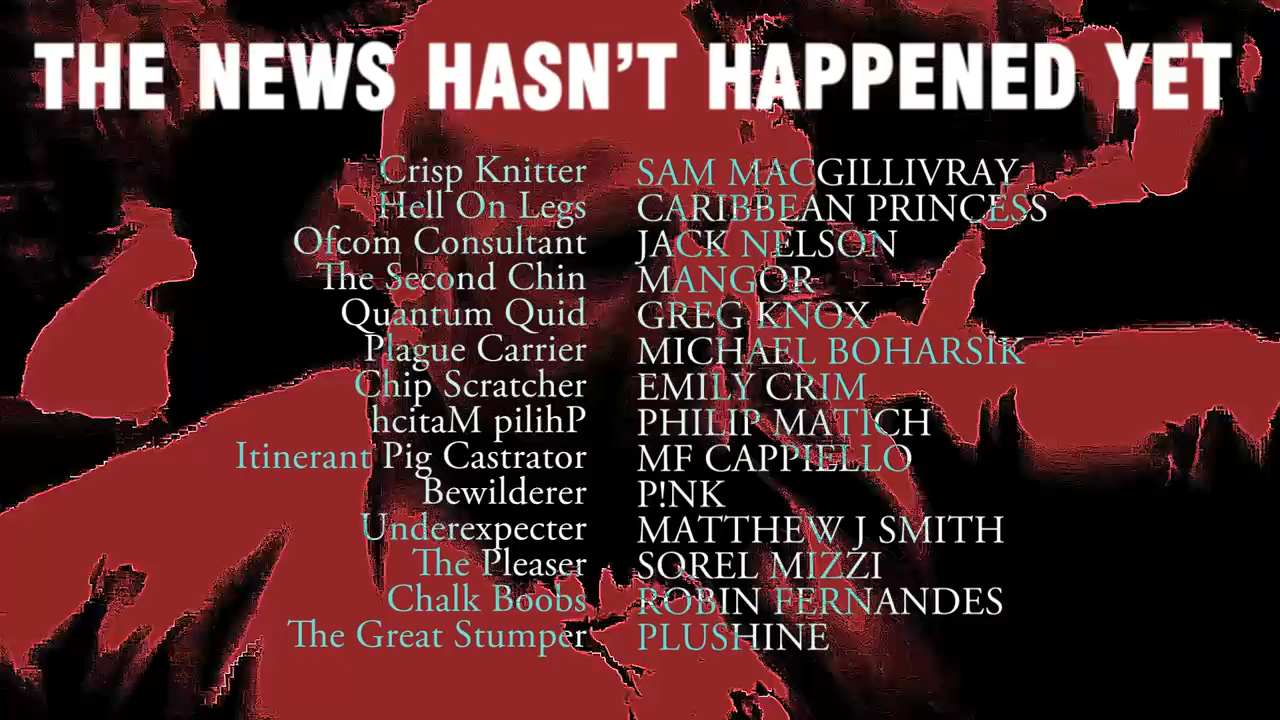 THE NEWS HASN'T HAPPENED YET
Crisp Knitter SAM MACGILLIVRAY
Hell On Legs CARIBBEAN PRINCESS
Ofcom Consultant JACK NELSON
The Second Chin MANGOR
Quantum Quid GREG KNOX
Plague Carrier MICHAEL BOHARSIK
Chip Scratcher EMILY CRIM
hcitaM pilihP PHILIP MATICH
Itinerant Pig Castrator MF CAPPIELLO
Bewilderer P!NK
Underexpecter MATTHEW J SMITH
The Pleaser SOREL MIZZI
Chalk Boobs ROBIN FERNANDES
The Great Stumper PLUSHINE